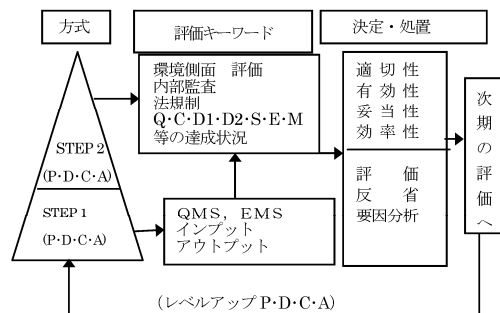 方式
評価キーワード
決定・処置
環境側面 評価
内部監査
法規制
Q・C・D1・D2・S・E・M
等の達成状況
適切性
有効性
妥当性
効率性
評価
反省
要因分析
次期の評価へ
STEP 2
(P・D・C・A)
STEP 1
(P・D・C・A)
QMS，EMS
インプット
アウトプット
（レベルアップ P・D・C・A）